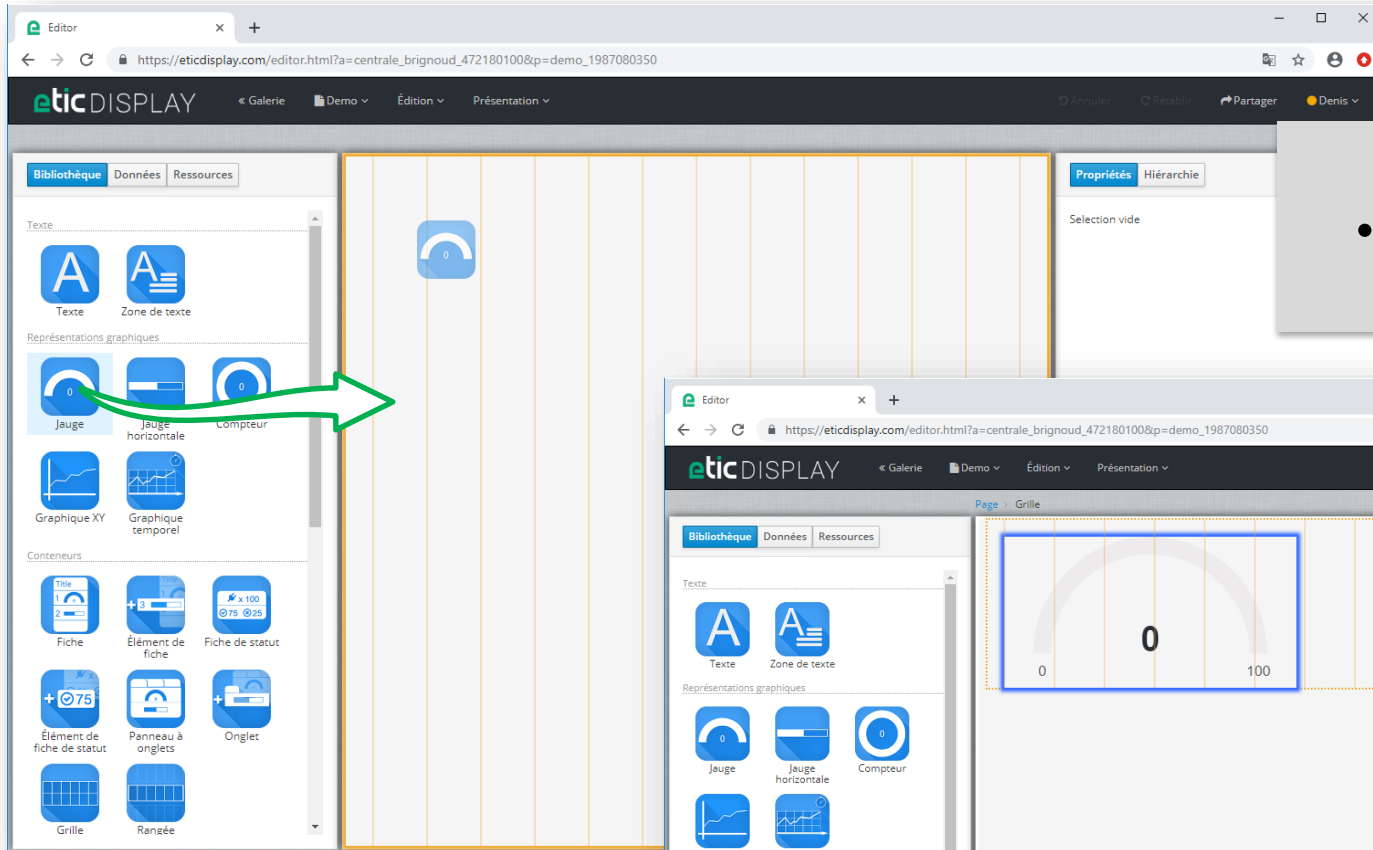 Editor
https://eticdisplay.com/editor.html?a=centrale_brignoud_472180100&p=demo_1987080350
eticDISPLAY « Galerie Demo Édition Présentation Annuler Rétablir Partager Denis
Bibliothèque Données Ressources
Propriétés Hiérarchie
Selection vide
Texte
A A
Texte Zone de texte
Représentations graphiques
0 0
0
Jauge Jauge horizontale Compteur
Graphique XY Graphique temporel
Conteneurs
Title
1
2
Title
+ 3
x 100
75 25
Fiche Élément de fiche Fiche de statut
+ 75
+
Élément de fiche de statut Panneau à onglets Onglet
Grille Rangée
Editor
https://eticdisplay.com/editor.html?a=centrale_brignoud_472180100&p=demo_1987080350
eticDISPLAY « Galerie Demo Édition Présentation
Page > Grille
Bibliothèque Données Ressources
Texte
A A
Texte Zone de texte
Représentations graphiques
0 0
Jauge Jauge horizontale Compteur
0
0 100